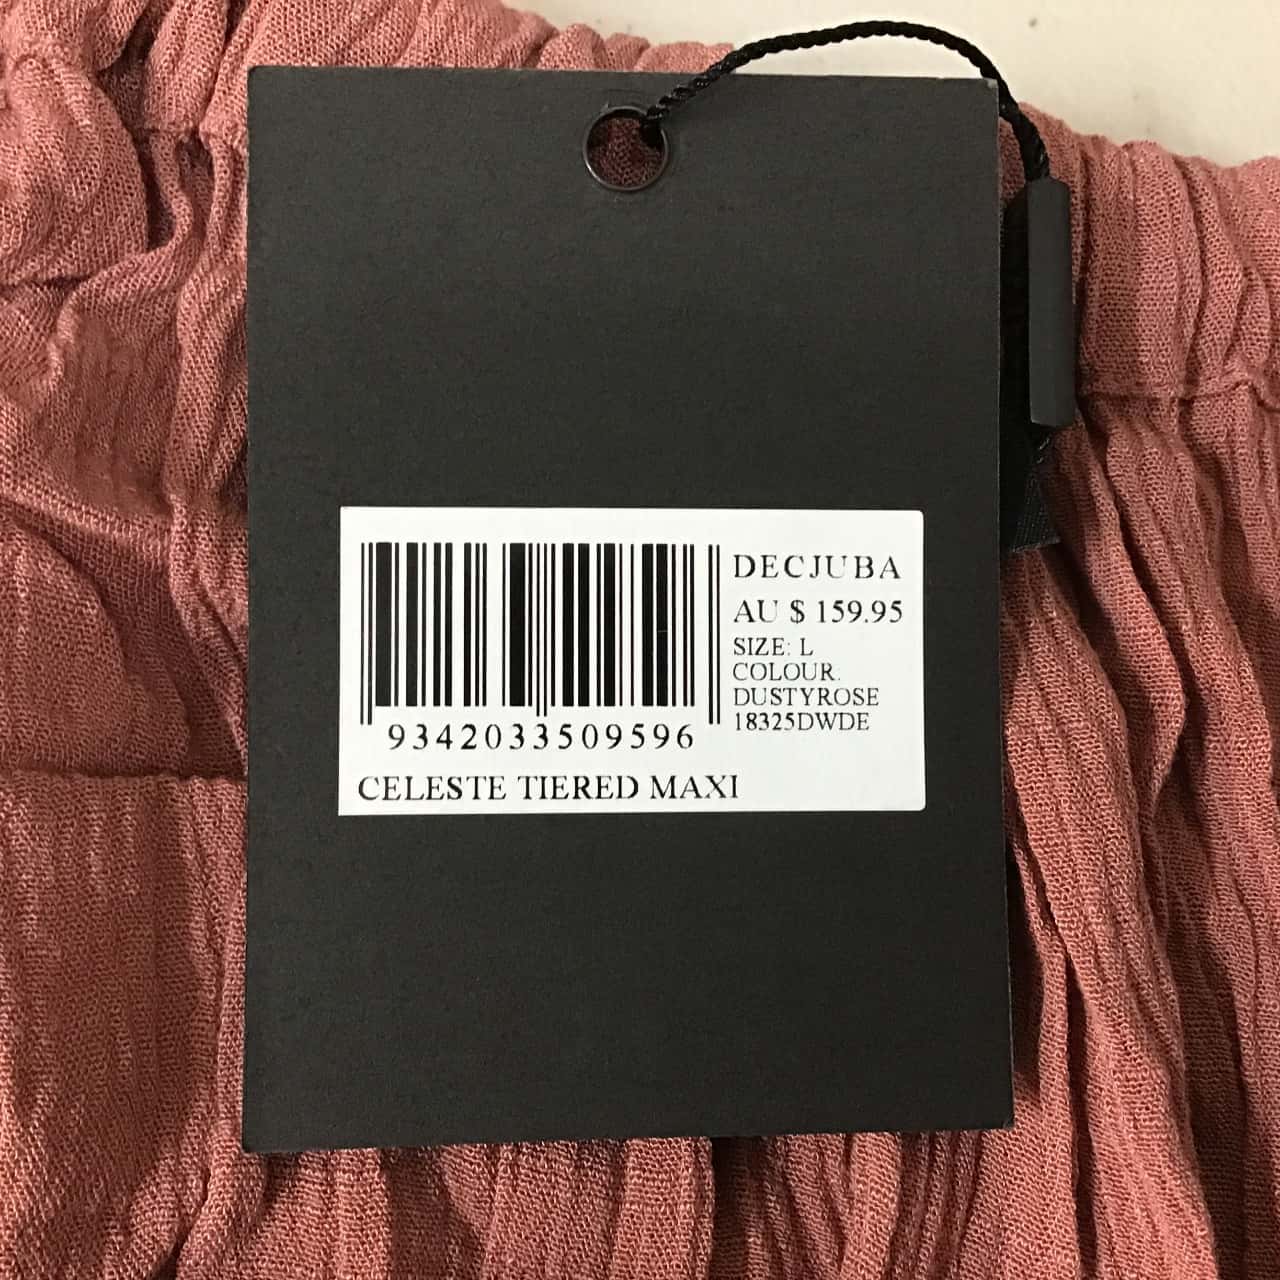 DECJUBA
AU $ 159.95
SIZE: L
COLOUR.
DUSTYROSE
18325DWDE
9342033509596
CELESTE TIERED MAXI